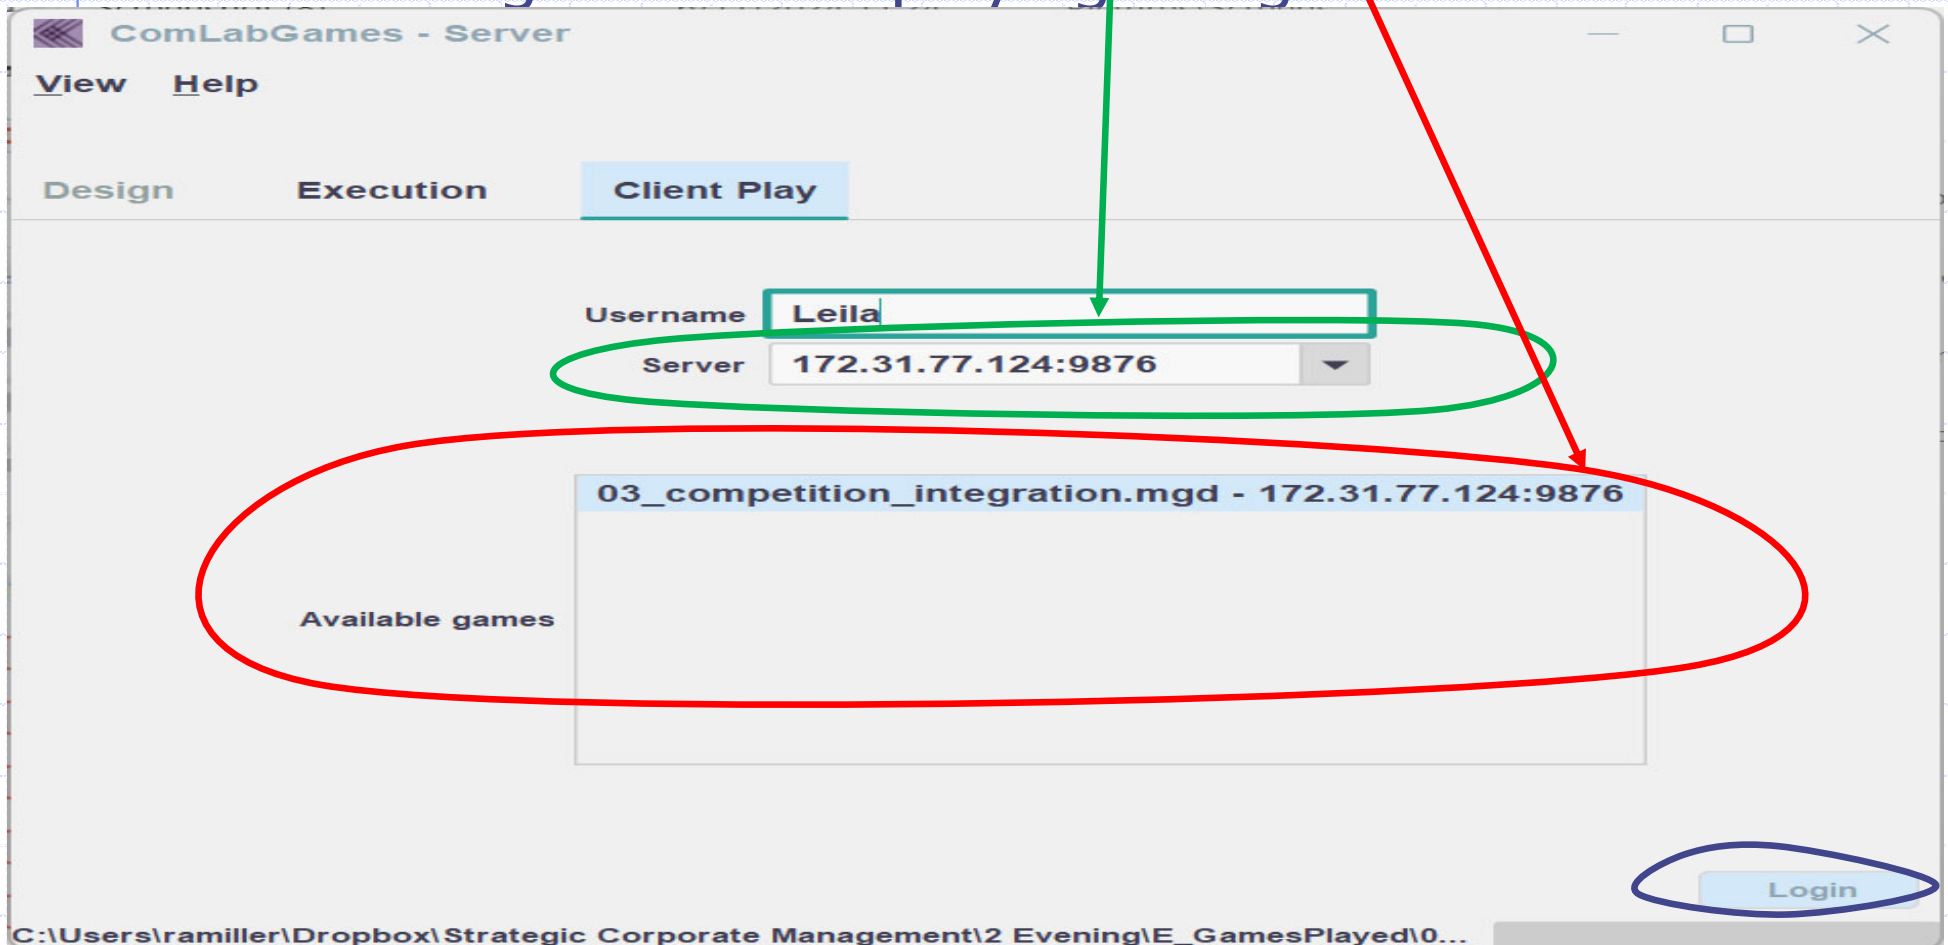 ComLabGames - Server
View Help
Design Execution Client Play
Username Leila
Server 172.31.77.124:9876
03_competition_integration.mgd - 172.31.77.124:9876
Available games
Login
C:\Users\ramiller\Dropbox\Strategic Corporate Management\2 Evening\E_GamesPlayed\0...